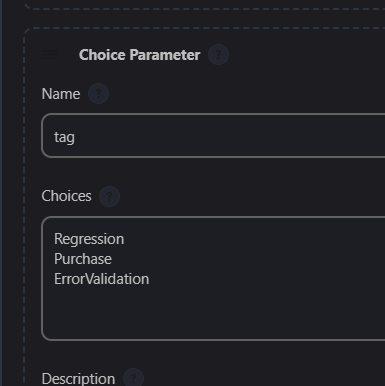 Choice Parameter ?
Name ?
tag
Choices ?
Regression
Purchase
ErrorValidation
Description ?